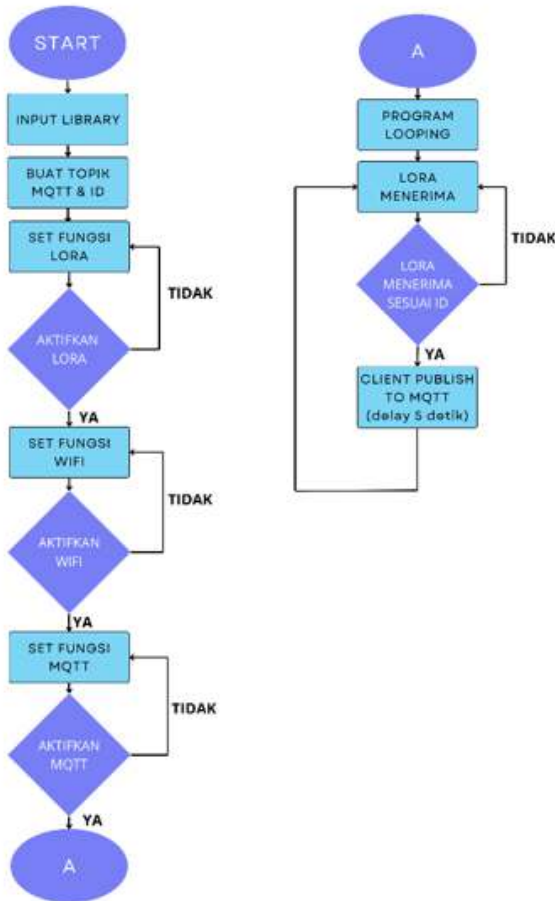 START
INPUT LIBRARY
BUAT TOPIK
MQTT & ID
SET FUNGSI
LORA
TIDAK
AKTIFKAN
LORA
YA
SET FUNGSI
WIFI
TIDAK
AKTIFKAN
WIFI
YA
SET FUNGSI
MQTT
TIDAK
AKTIFKAN
MQTT
YA
A
A
PROGRAM
LOOPING
LORA
MENERIMA
TIDAK
LORA
MENERIMA
SESUAI ID
YA
CLIENT PUBLISH
TO MQTT
(delay 5 detik)